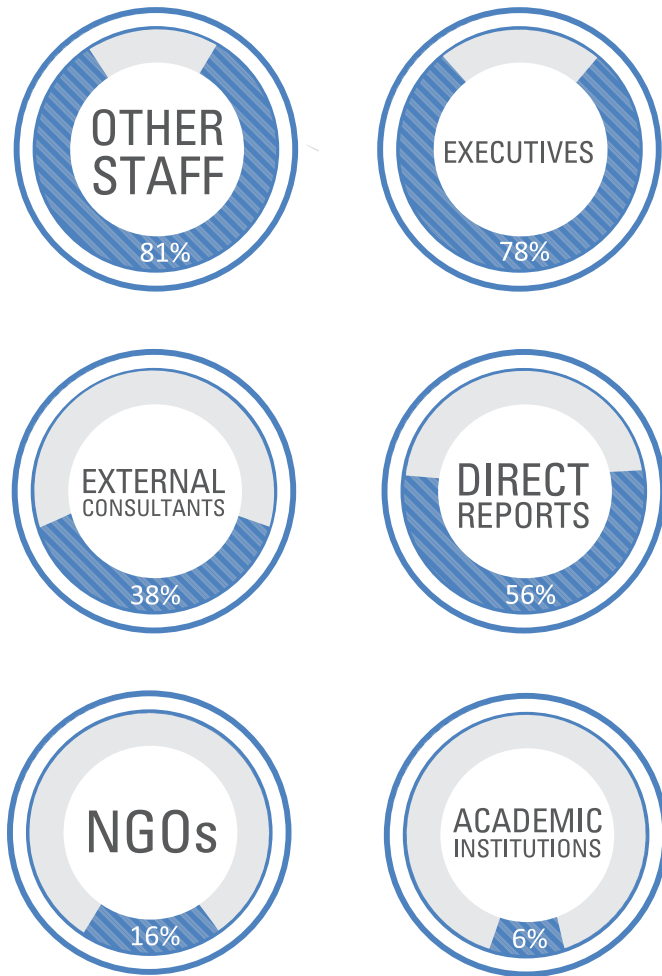 OTHER
STAFF
81%
EXECUTIVES
78%
EXTERNAL
CONSULTANTS
38%
DIRECT
REPORTS
56%
NGOs
16%
ACADEMIC
INSTITUTIONS
6%